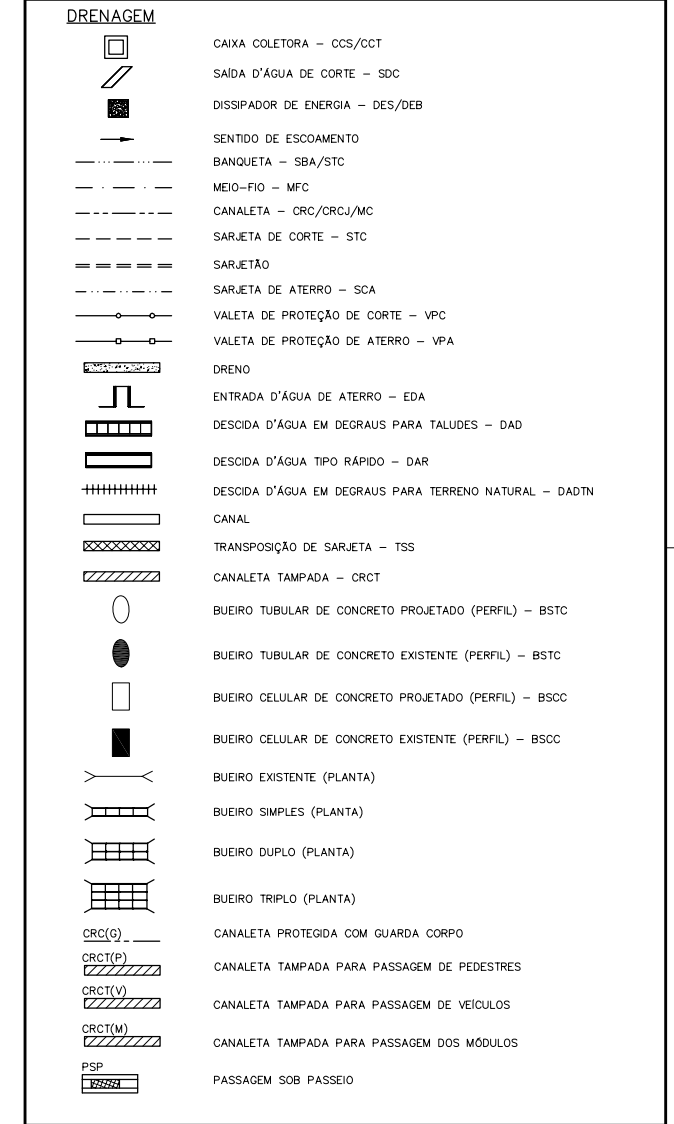 DRENAGEM
CAIXA COLETORA – CCS/CCT
SAÍDA D'ÁGUA DE CORTE – SDC
DISSIPADOR DE ENERGIA – DES/DEB
SENTIDO DE ESCOAMENTO
BANQUETA – SBA/STC
MEIO-FIO – MFC
CANALETA – CRC/CRCJ/MC
SARJETA DE CORTE – STC
SARJETÃO
SARJETA DE ATERRO – SCA
VALETA DE PROTEÇÃO DE CORTE – VPC
VALETA DE PROTEÇÃO DE ATERRO – VPA
DRENO
ENTRADA D'ÁGUA DE ATERRO – EDA
DESCIDA D'ÁGUA EM DEGRAUS PARA TALUDES – DAD
DESCIDA D'ÁGUA TIPO RÁPIDO – DAR
DESCIDA D'ÁGUA EM DEGRAUS PARA TERRENO NATURAL – DADTN
CANAL
TRANSPOSIÇÃO DE SARJETA – TSS
CANALETA TAMPADA – CRCT
BUEIRO TUBULAR DE CONCRETO PROJETADO (PERFIL) – BSTC
BUEIRO TUBULAR DE CONCRETO EXISTENTE (PERFIL) – BSTC
BUEIRO CELULAR DE CONCRETO PROJETADO (PERFIL) – BSCC
BUEIRO CELULAR DE CONCRETO EXISTENTE (PERFIL) – BSCC
BUEIRO EXISTENTE (PLANTA)
BUEIRO SIMPLES (PLANTA)
BUEIRO DUPLO (PLANTA)
BUEIRO TRIPLO (PLANTA)
CRC(G) CANALETA PROTEGIDA COM GUARDA CORPO
CRCT(P) CANALETA TAMPADA PARA PASSAGEM DE PEDESTRES
CRCT(V) CANALETA TAMPADA PARA PASSAGEM DE VEÍCULOS
CRCT(M) CANALETA TAMPADA PARA PASSAGEM DOS MÓDULOS
PSP PASSAGEM SOB PASSEIO